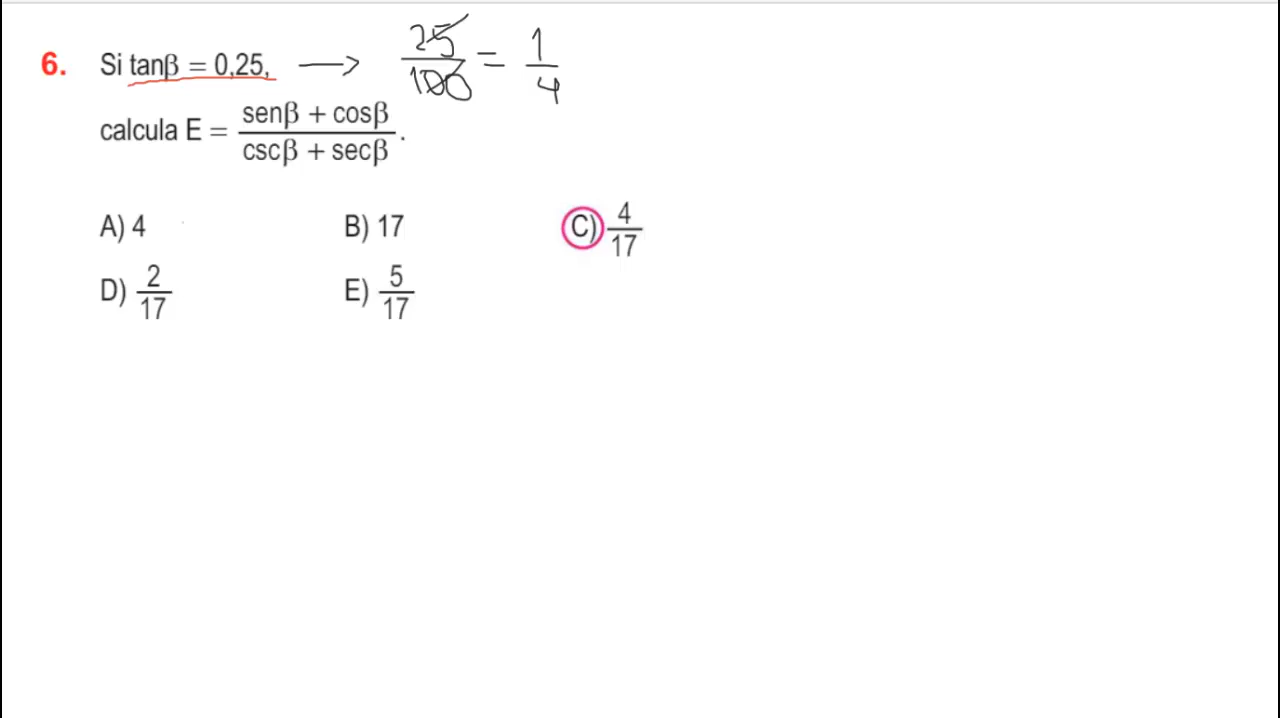 6. Si tanβ = 0,25, → 25/100 = 1/4
calcula E = senβ + cosβ / cscβ + secβ .
A) 4 B) 17 C) 4/17
D) 2/17 E) 5/17